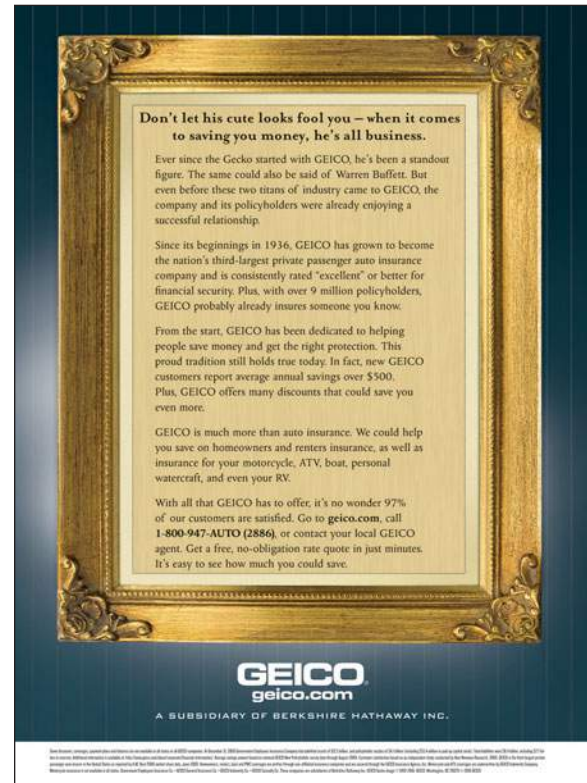 Don't let his cute looks fool you – when it comes
to saving you money, he's all business.
Ever since the Gecko started with GEICO, he's been a standout
figure. The same could also be said of Warren Buffett. But
even before these two titans of industry came to GEICO, the
company and its policyholders were already enjoying a
successful relationship.
Since its beginnings in 1936, GEICO has grown to become
the nation's third-largest private passenger auto insurance
company and is consistently rated "excellent" or better for
financial security. Plus, with over 9 million policyholders,
GEICO probably already insures someone you know.
From the start, GEICO has been dedicated to helping
people save money and get the right protection. This
proud tradition still holds true today. In fact, new GEICO
customers report average annual savings over $500.
Plus, GEICO offers many discounts that could save you
even more.
GEICO is much more than auto insurance. We could help
you save on homeowners and renters insurance, as well as
insurance for your motorcycle, ATV, boat, personal
watercraft, and even your RV.
With all that GEICO has to offer, it's no wonder 97%
of our customers are satisfied. Go to geico.com, call
1-800-947-AUTO (2886), or contact your local GEICO
agent. Get a free, no-obligation rate quote in just minutes.
It's easy to see how much you could save.
GEICO.
geico.com
A SUBSIDIARY OF BERKSHIRE HATHAWAY INC.